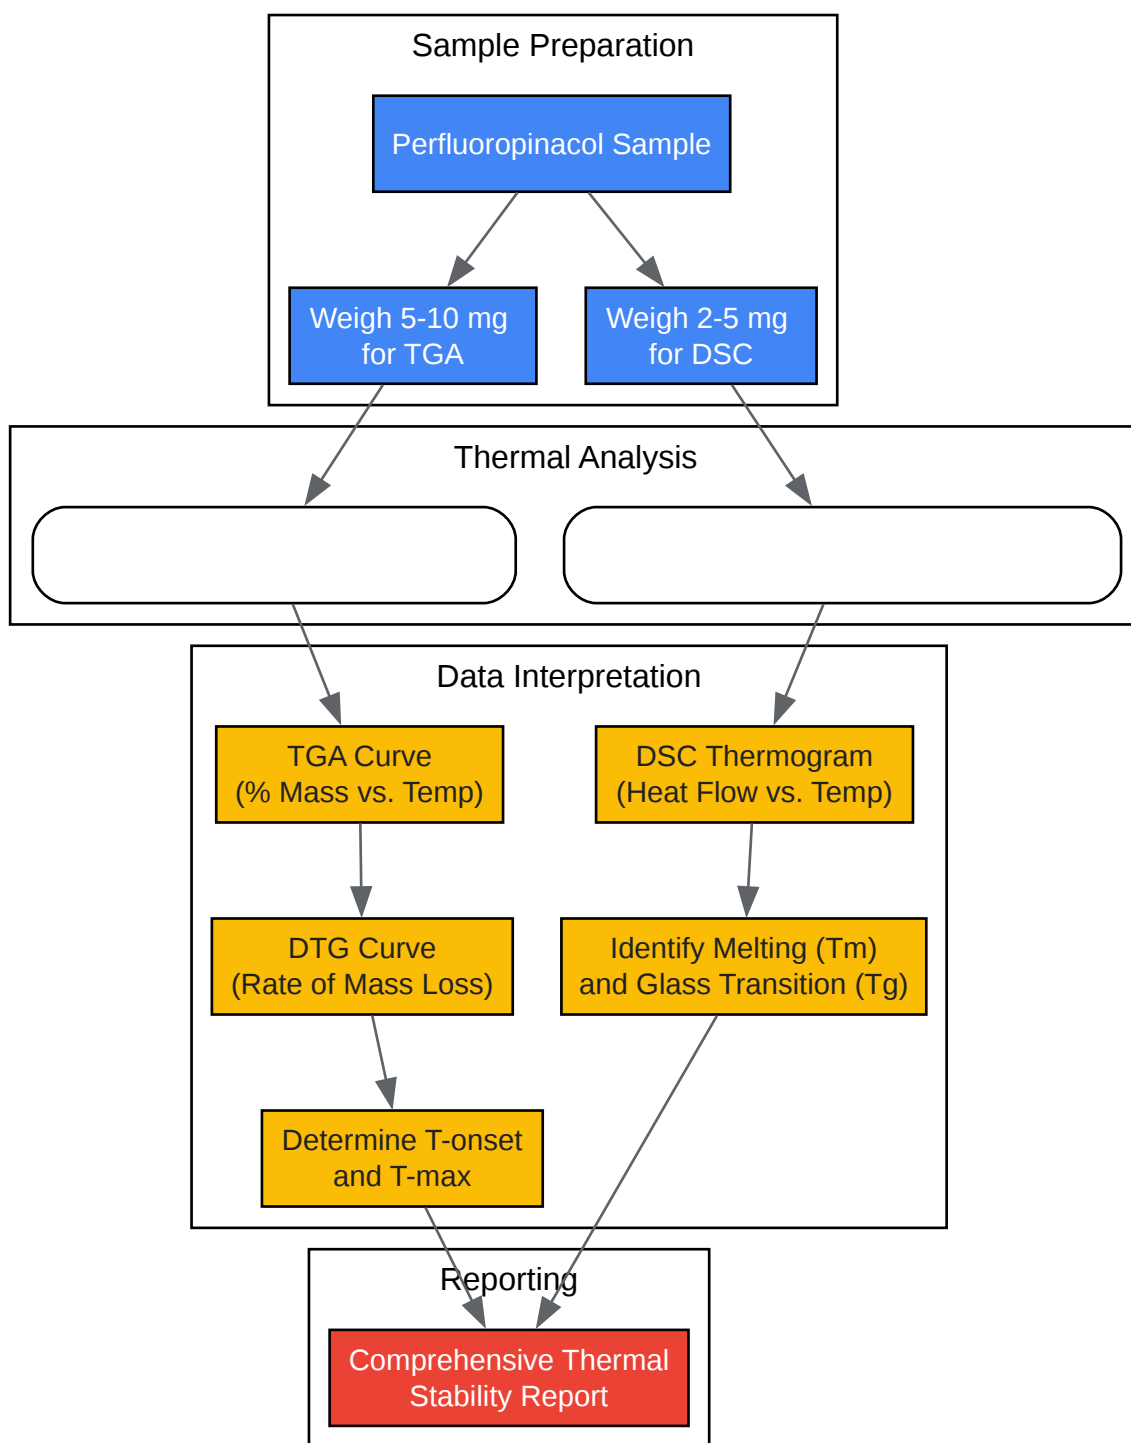 Sample Preparation
Perfluoropinacol Sample
Weigh 5-10 mg
for TGA
Weigh 2-5 mg
for DSC
Thermal Analysis
Data Interpretation
TGA Curve
(% Mass vs. Temp)
DSC Thermogram
(Heat Flow vs. Temp)
DTG Curve
(Rate of Mass Loss)
Identify Melting (Tm)
and Glass Transition (Tg)
Determine T-onset
and T-max
Reporting
Comprehensive Thermal
Stability Report